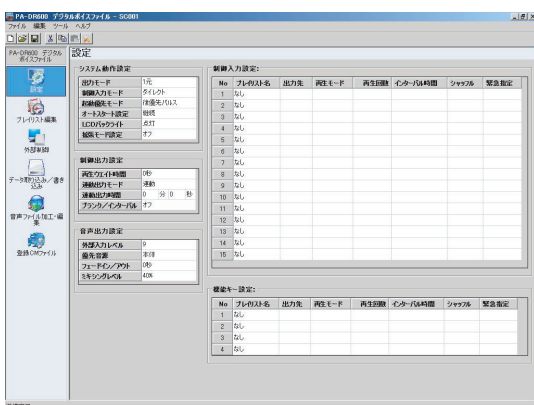 PA-DR600 デジタルボイスファイル - SC001
ファイル 編集 ツール ヘルプ
PA-DR600 デジタル
ボイスファイル
設定
設定
プレイリスト編集
外部制御
データ取り込み／書き
込み
音声ファイル加工・編
集
登録CMファイル
システム動作設定
出力モード 1元
制御入力モード ダイレクト
起動優先モード 後優先パルス
オートスタート設定 継続
LCDバックライト 点灯
拡張モード設定 オフ
制御出力設定
再生ウエイト時間 0秒
連動出力モード 連動
連動出力時間 0 分 0 秒
ブランク／インターバル オフ
音声出力設定
外部入力レベル 9
優先音源 本体
フェードイン／アウト 0秒
ミキシングレベル 40%
制御入力設定：
No プレイリスト名 出力先 再生モード 再生回数 インターバル時間 シャッフル 緊急指定
1 なし
2 なし
3 なし
4 なし
5 なし
6 なし
7 なし
8 なし
9 なし
10 なし
11 なし
12 なし
13 なし
14 なし
15 なし
機能キー設定：
No プレイリスト名 出力先 再生モード 再生回数 インターバル時間 シャッフル 緊急指定
1 なし
2 なし
3 なし
4 なし